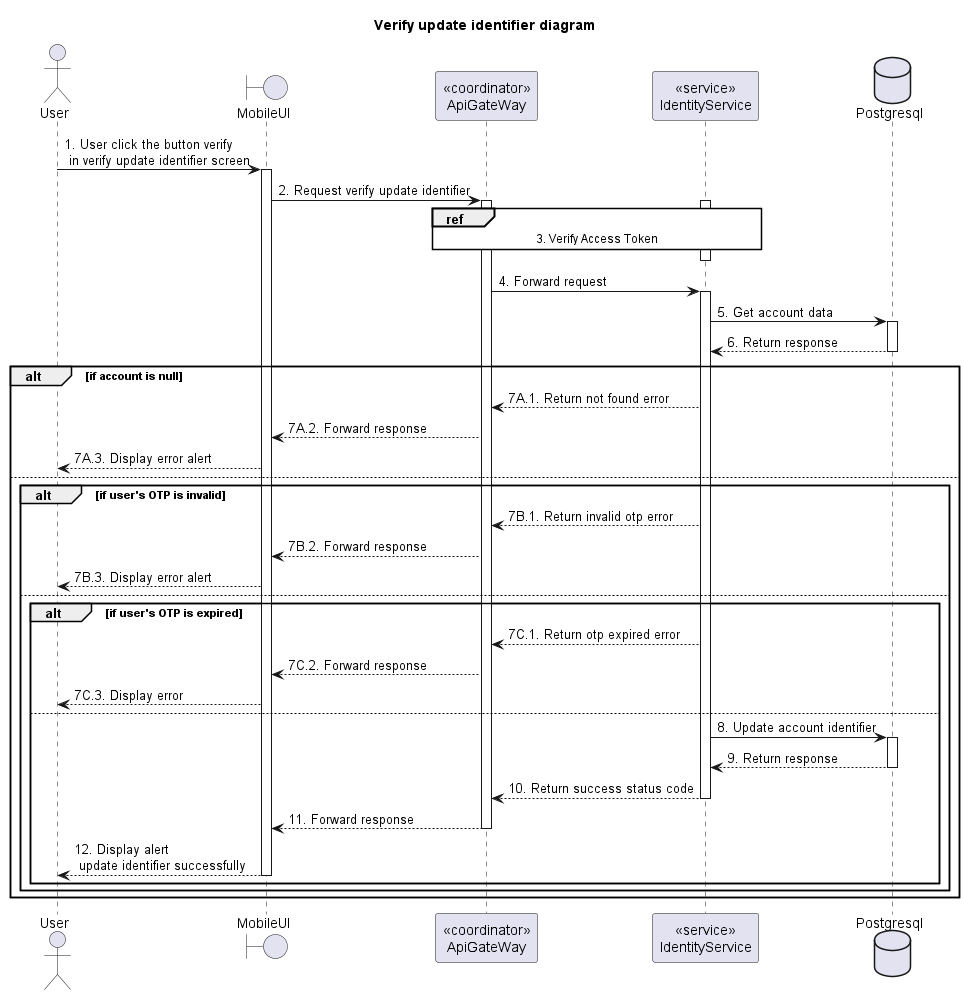 Verify update identifier diagram
User
MobileUI
«coordinator»
ApiGateWay
«service»
IdentityService
Postgresql
1. User click the button verify
in verify update identifier screen
2. Request verify update identifier
ref
3. Verify Access Token
4. Forward request
5. Get account data
6. Return response
alt [if account is null]
7A.1. Return not found error
7A.2. Forward response
7A.3. Display error alert
alt [if user's OTP is invalid]
7B.1. Return invalid otp error
7B.2. Forward response
7B.3. Display error alert
alt [if user's OTP is expired]
7C.1. Return otp expired error
7C.2. Forward response
7C.3. Display error
8. Update account identifier
9. Return response
10. Return success status code
11. Forward response
12. Display alert
update identifier successfully
User
MobileUI
«coordinator»
ApiGateWay
«service»
IdentityService
Postgresql